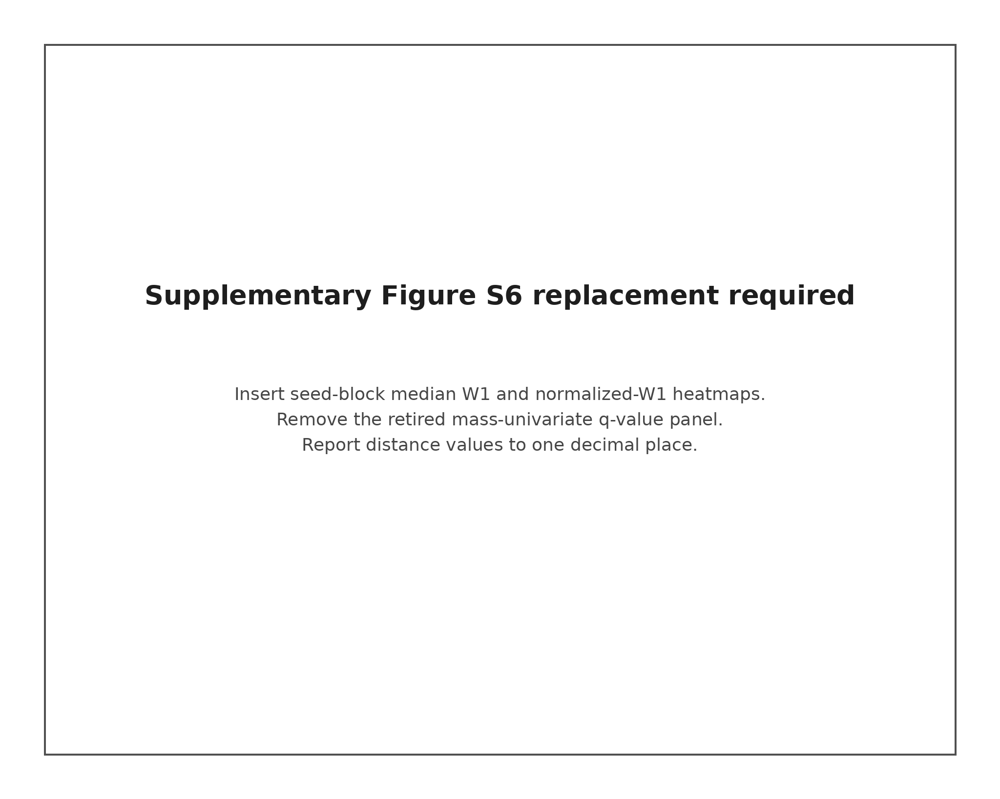 Supplementary Figure S6 replacement required
Insert seed-block median W1 and normalized-W1 heatmaps.
Remove the retired mass-univariate q-value panel.
Report distance values to one decimal place.